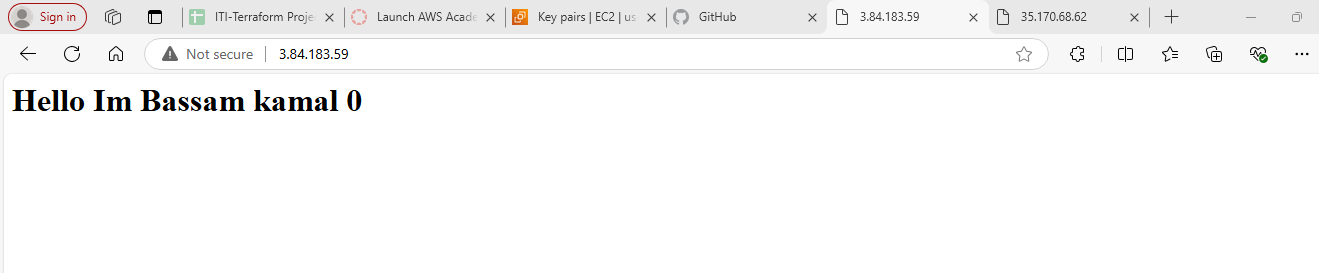 Sign in
ITI-Terraform Proje
Launch AWS Acade
Key pairs | EC2 | us
GitHub
3.84.183.59
35.170.68.62
Not secure
3.84.183.59
Hello Im Bassam kamal 0